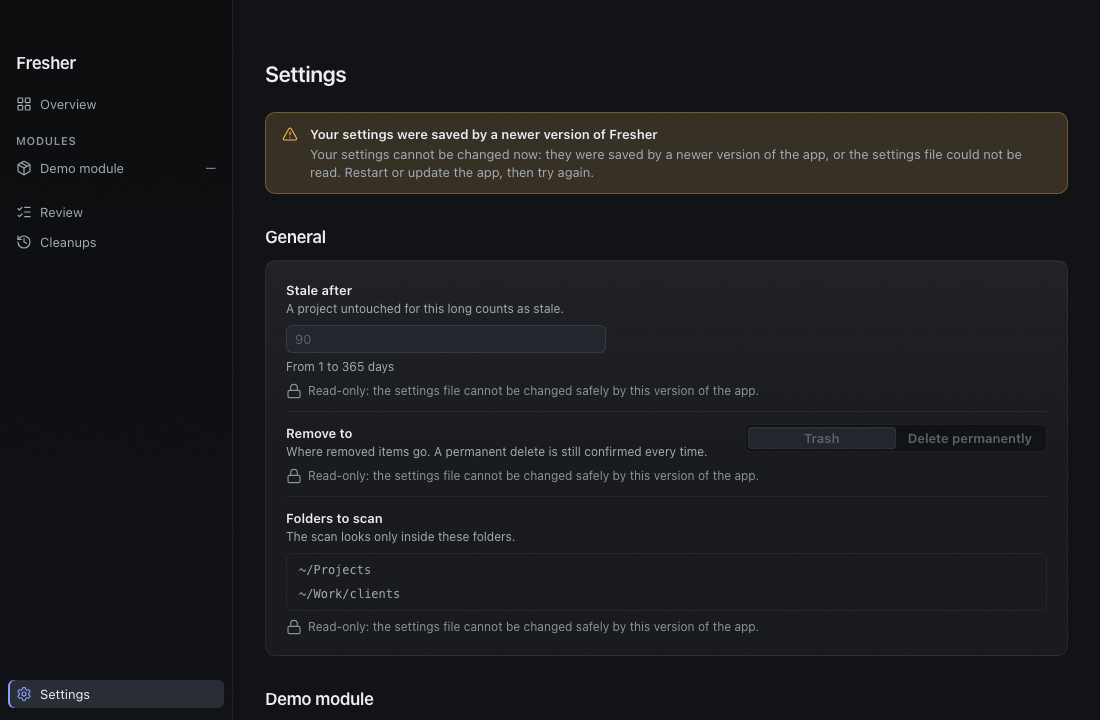 Fresher
Overview
MODULES
Demo module
Review
Cleanups
Settings
Settings
Your settings were saved by a newer version of Fresher
Your settings cannot be changed now: they were saved by a newer version of the app, or the settings file could not be
read. Restart or update the app, then try again.
General
Stale after
A project untouched for this long counts as stale.
90
From 1 to 365 days
Read-only: the settings file cannot be changed safely by this version of the app.
Remove to
Where removed items go. A permanent delete is still confirmed every time.
Trash
Delete permanently
Read-only: the settings file cannot be changed safely by this version of the app.
Folders to scan
The scan looks only inside these folders.
~/Projects
~/Work/clients
Read-only: the settings file cannot be changed safely by this version of the app.
Demo module